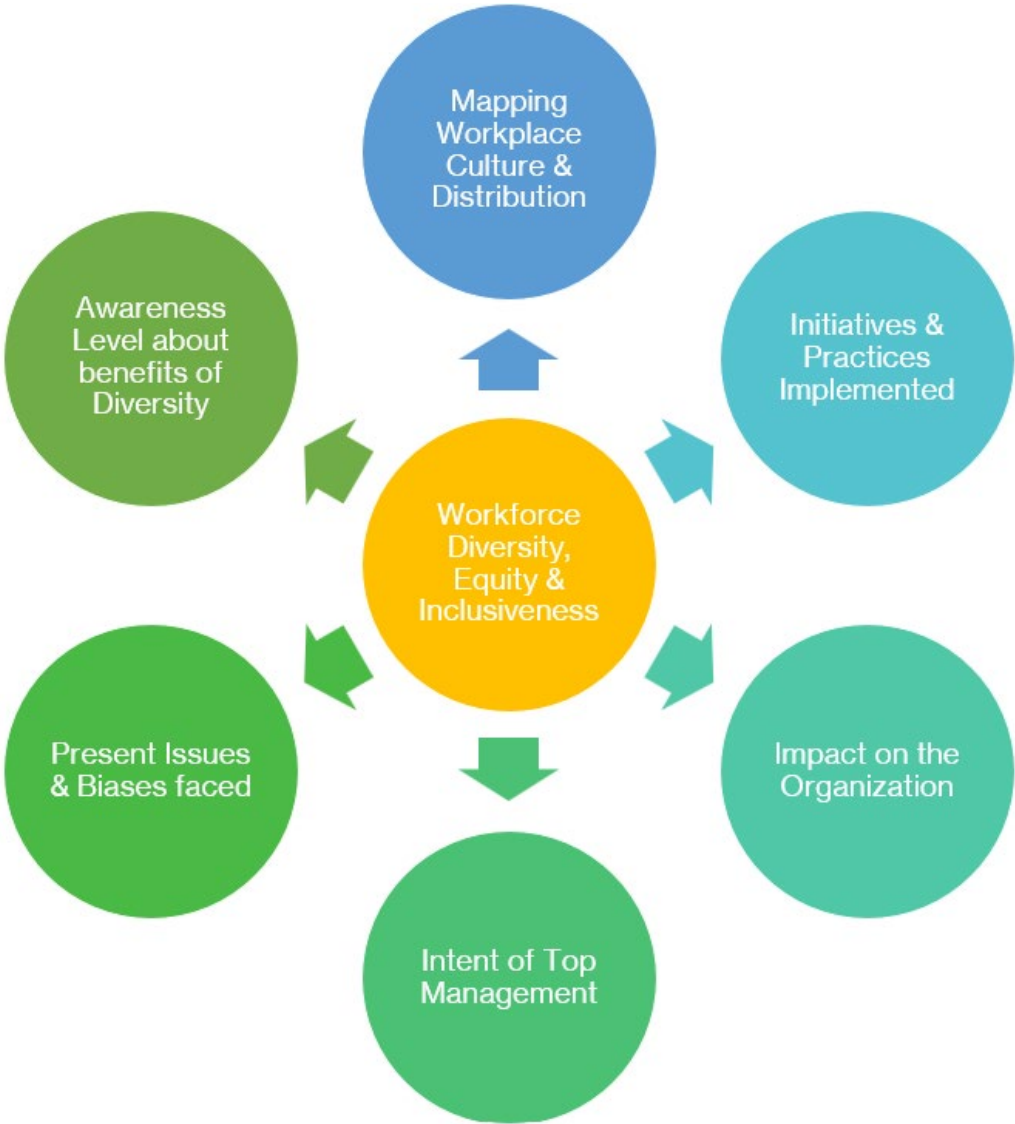 Mapping
Workplace
Culture &
Distribution
Initiatives &
Practices
Implemented
Impact on the
Organization
Intent of Top
Management
Present Issues
& Biases faced
Awareness
Level about
benefits of
Diversity
Workforce
Diversity,
Equity &
Inclusiveness